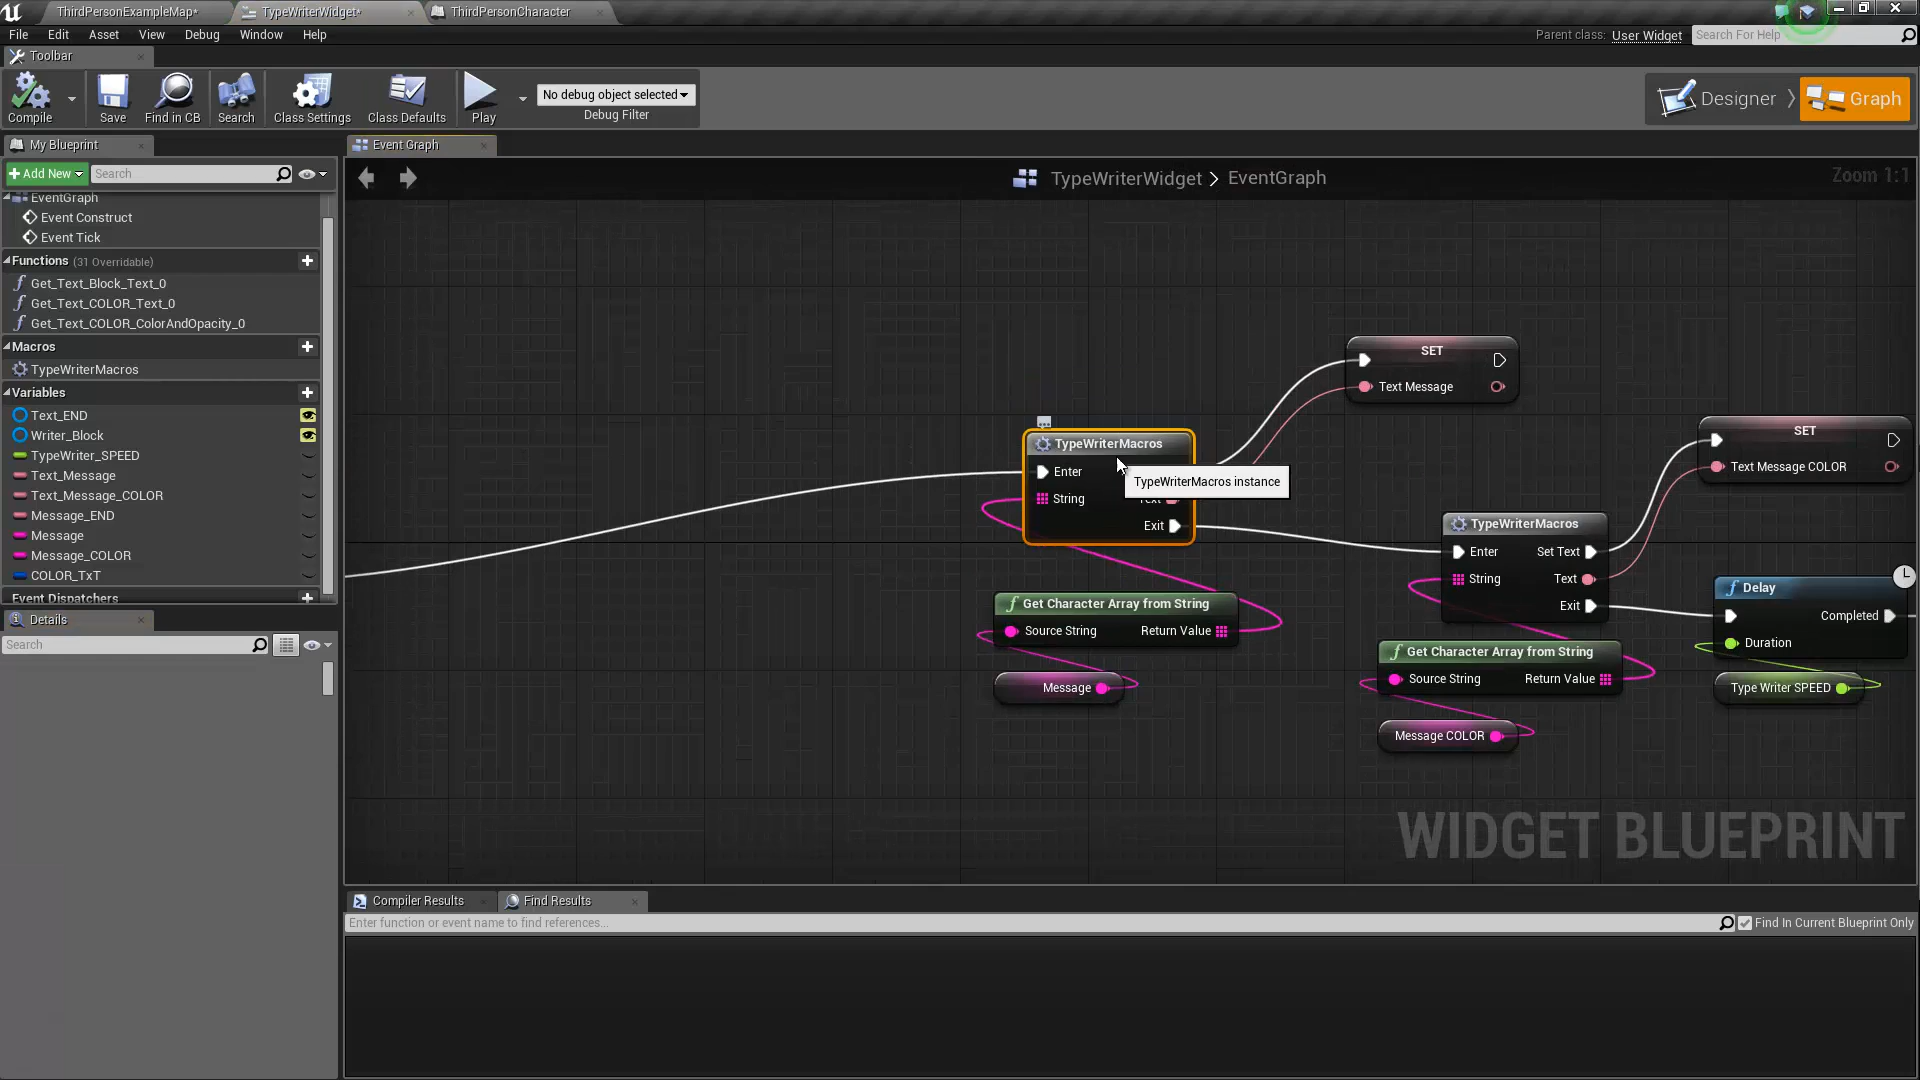 ThirdPersonExampleMap*
TypeWriterWidget*
ThirdPersonCharacter
File Edit Asset View Debug Window Help
Parent class: User Widget
Search For Help
Toolbar
Compile
Save
Find in CB
Search
Class Settings
Class Defaults
Play
No debug object selected
Debug Filter
Designer
Graph
My Blueprint
Event Graph
Add New
Search
TypeWriterWidget > EventGraph
Zoom 1:1
EventGraph
Event Construct
Event Tick
Functions (31 Overridable)
Get_Text_Block_Text_0
Get_Text_COLOR_Text_0
Get_Text_COLOR_ColorAndOpacity_0
Macros
TypeWriterMacros
Variables
Text_END
Writer_Block
TypeWriter_SPEED
Text_Message
Text_Message_COLOR
Message_END
Message
Message_COLOR
COLOR_TxT
Event Dispatchers
Details
Search
SET
Text Message
SET
Text Message COLOR
TypeWriterMacros
Enter
String
Text
Exit
TypeWriterMacros instance
TypeWriterMacros
Enter Set Text
String Text
Exit
Delay
Completed
Duration
Type Writer SPEED
Get Character Array from String
Source String Return Value
Message
Get Character Array from String
Source String Return Value
Message COLOR
WIDGET BLUEPRINT
Compiler Results
Find Results
Enter function or event name to find references...
Find In Current Blueprint Only